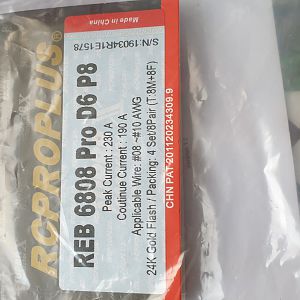 RCPROPLUS®
Made in China
S/N:19034R1E1578
REB 6808 Pro D6 P8
Peak Current : 230 A
Coutinue Current : 190 A
Applicable Wire: #08 ~#10 AWG
24K Gold Flash / Packing: 4 Set/8Pair (T:8M+8F)
CHN PAT 201120234309.9